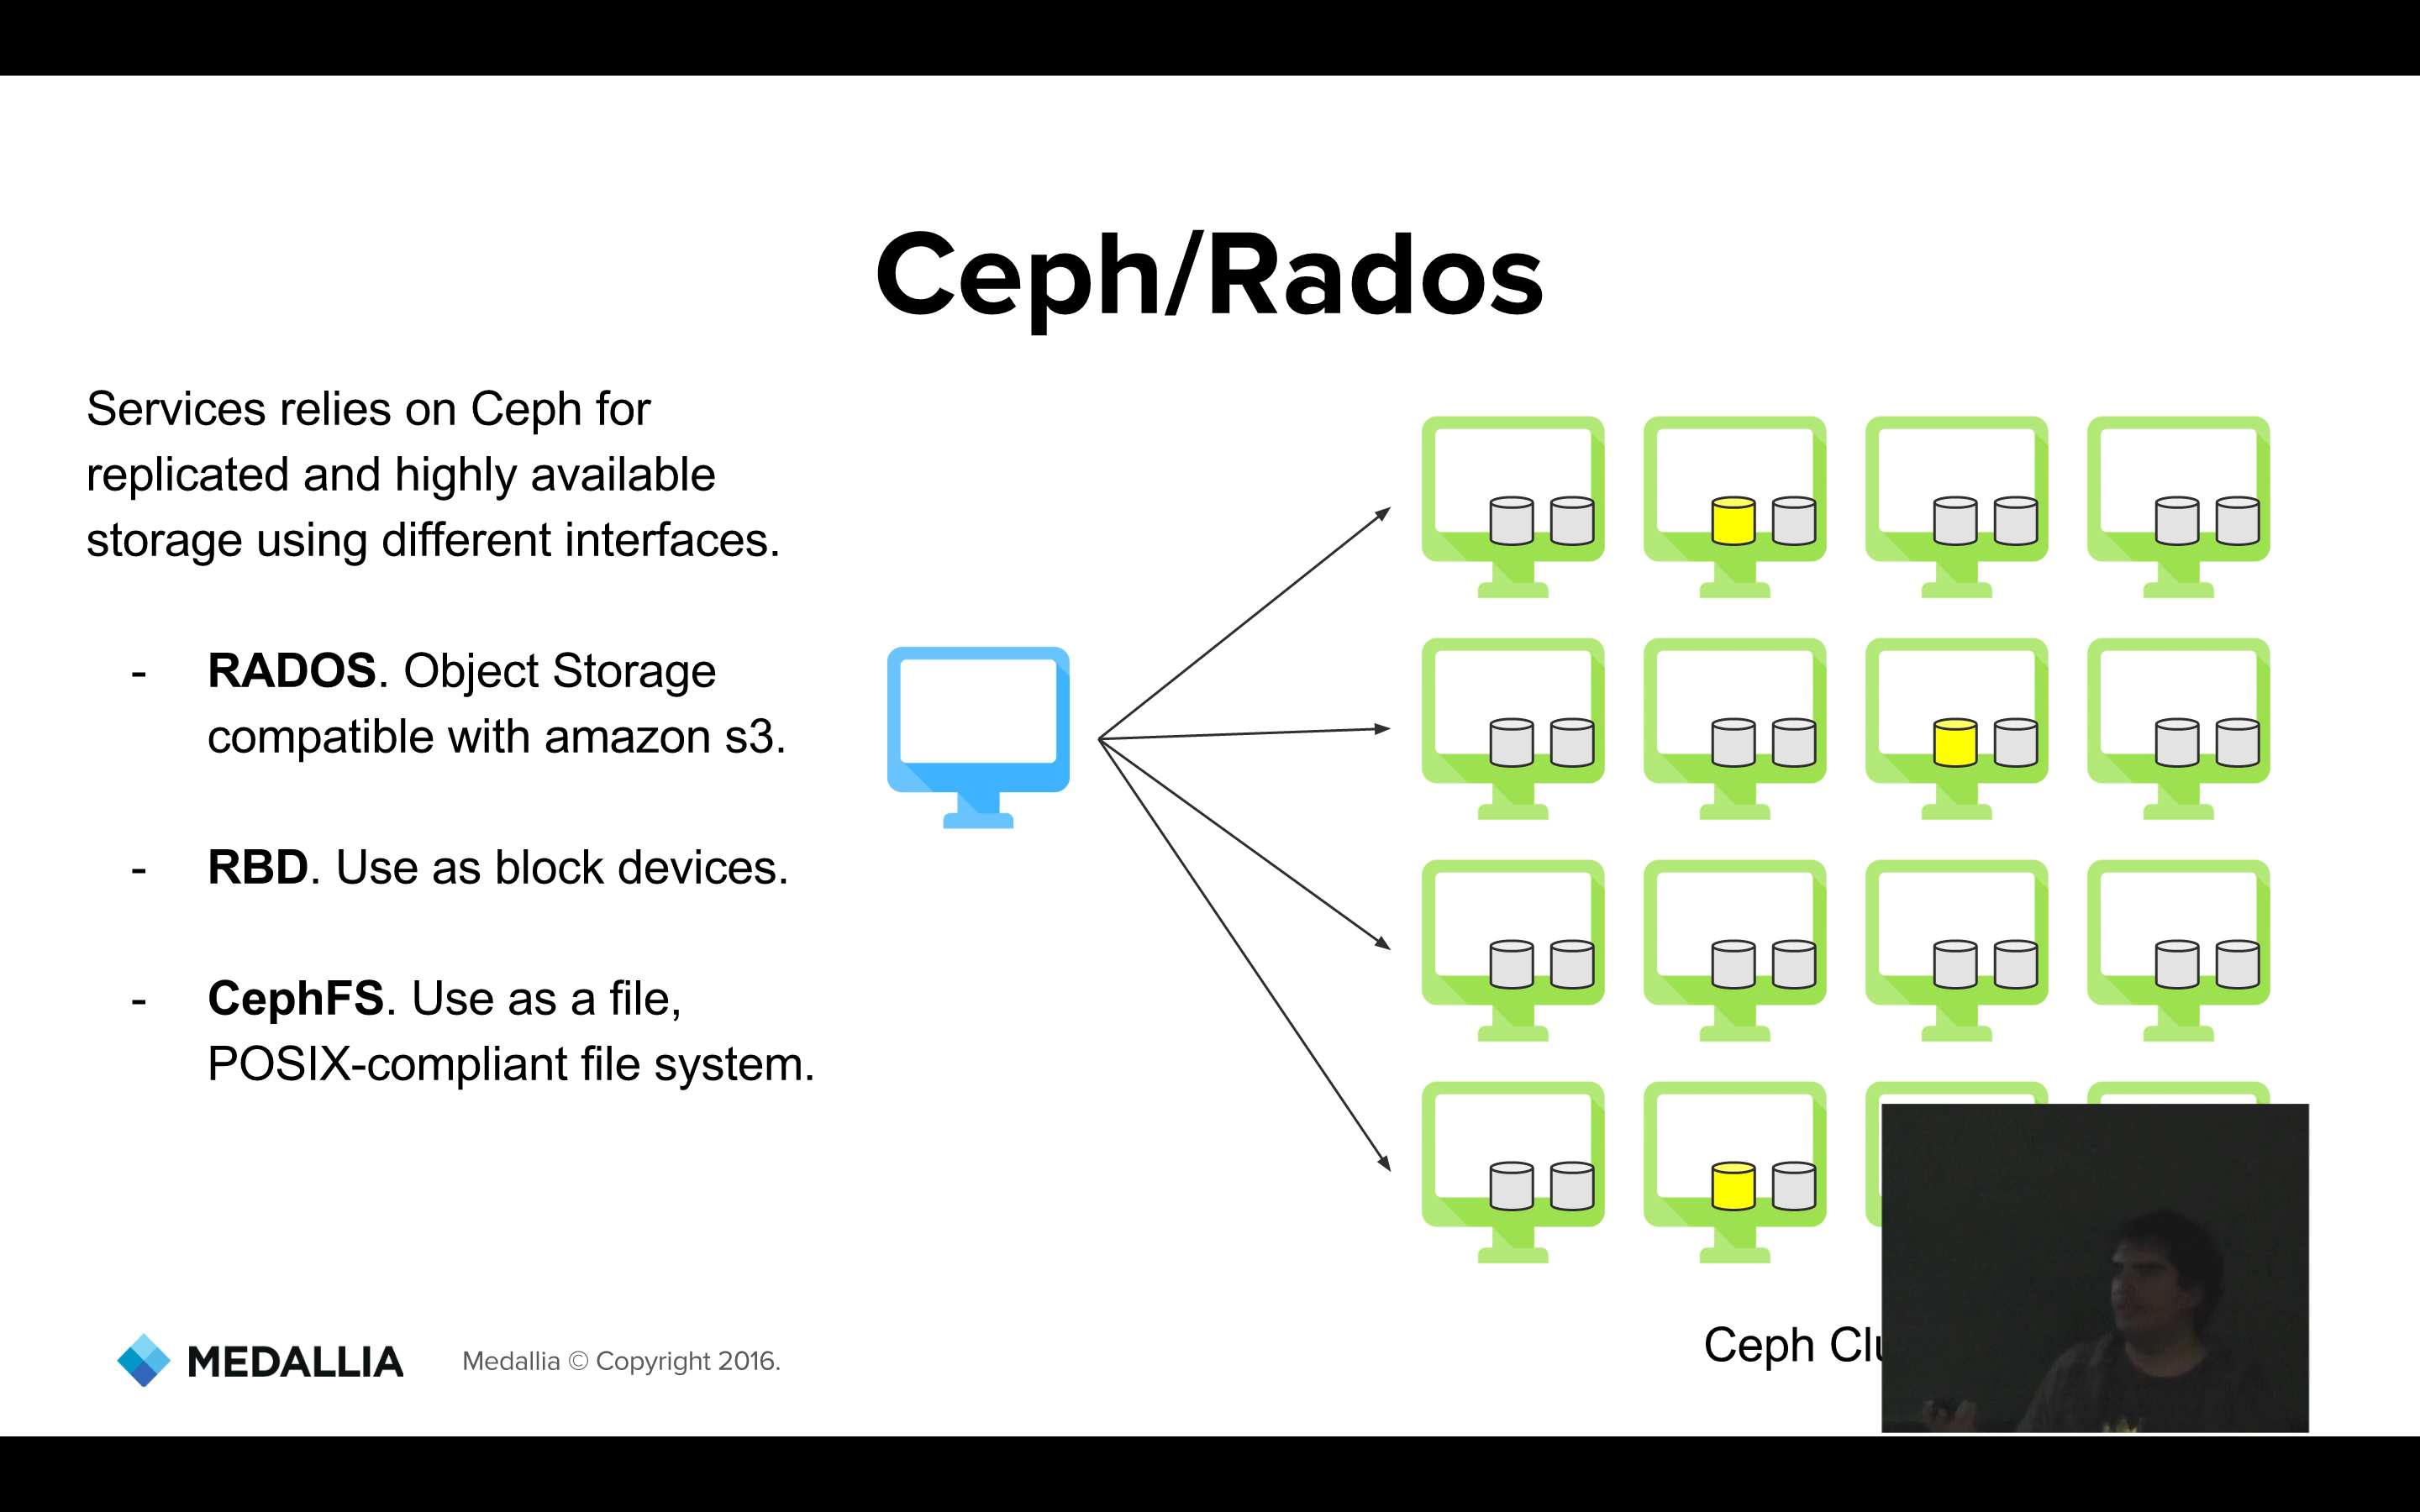 Ceph/Rados
Services relies on Ceph for
replicated and highly available
storage using different interfaces.
- RADOS. Object Storage
compatible with amazon s3.
- RBD. Use as block devices.
- CephFS. Use as a file,
POSIX-compliant file system.
Ceph
MEDALLIA
Medallia © Copyright 2016.